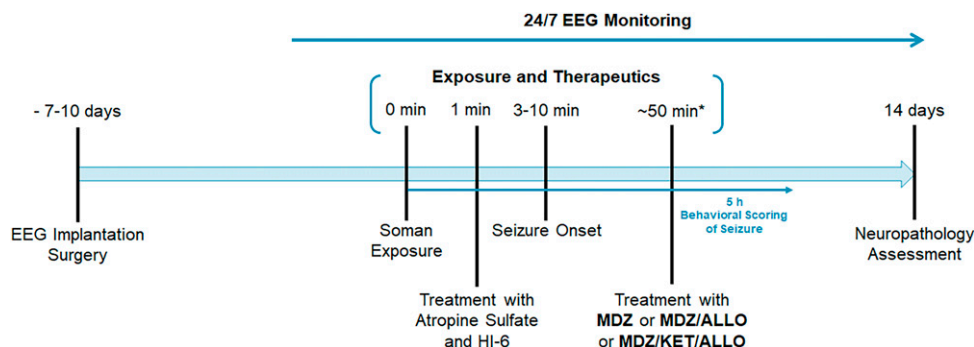 24/7 EEG Monitoring
Exposure and Therapeutics
- 7-10 days
0 min
1 min
3-10 min
~50 min*
14 days
5 h
Behavioral Scoring
of Seizure
EEG Implantation
Surgery
Soman
Exposure
Seizure Onset
Neuropathology
Assessment
Treatment with
Atropine Sulfate
and HI-6
Treatment with
MDZ or MDZ/ALLO
or MDZ/KET/ALLO